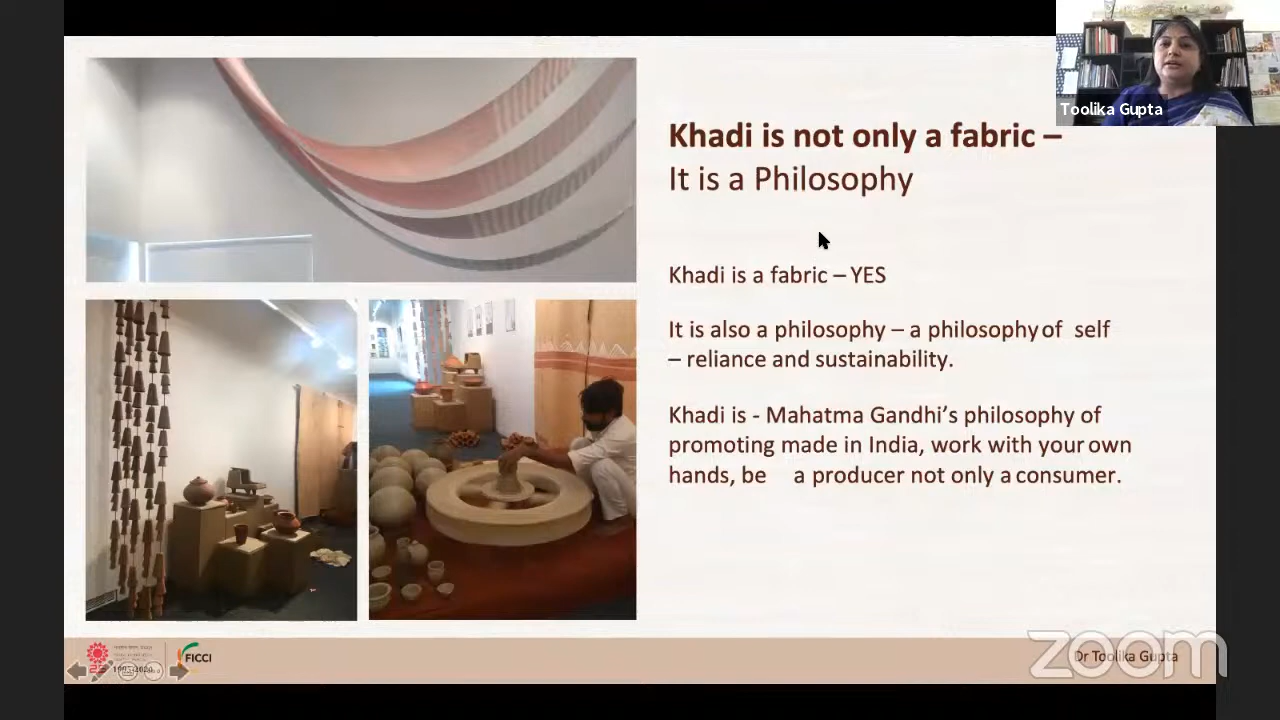 Toolika Gupta
Khadi is not only a fabric –
It is a Philosophy
Khadi is a fabric – YES
It is also a philosophy – a philosophy of self
– reliance and sustainability.
Khadi is - Mahatma Gandhi’s philosophy of
promoting made in India, work with your own
hands, be a producer not only a consumer.
FICCI
Dr Toolika Gupta
zoom